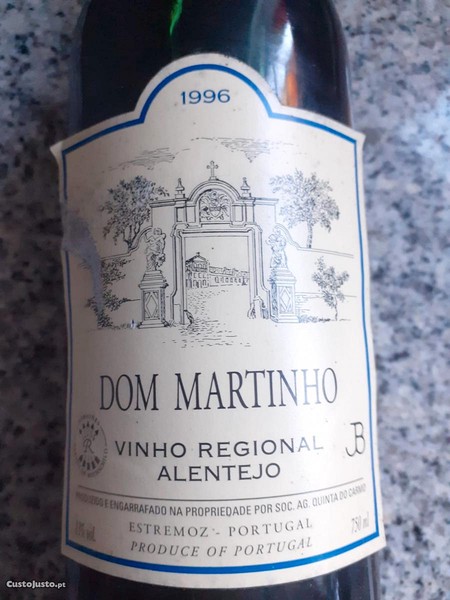 1996
DOM MARTINHO
VINHO REGIONAL
ALENTEJO
JB
E ENGARRAFADO NA PROPRIEDADE POR SOC. AG. QUINTA DO CARMO
ESTREMOZ - PORTUGAL
750 ml
PRODUCE OF PORTUGAL
CustoJusto.pt